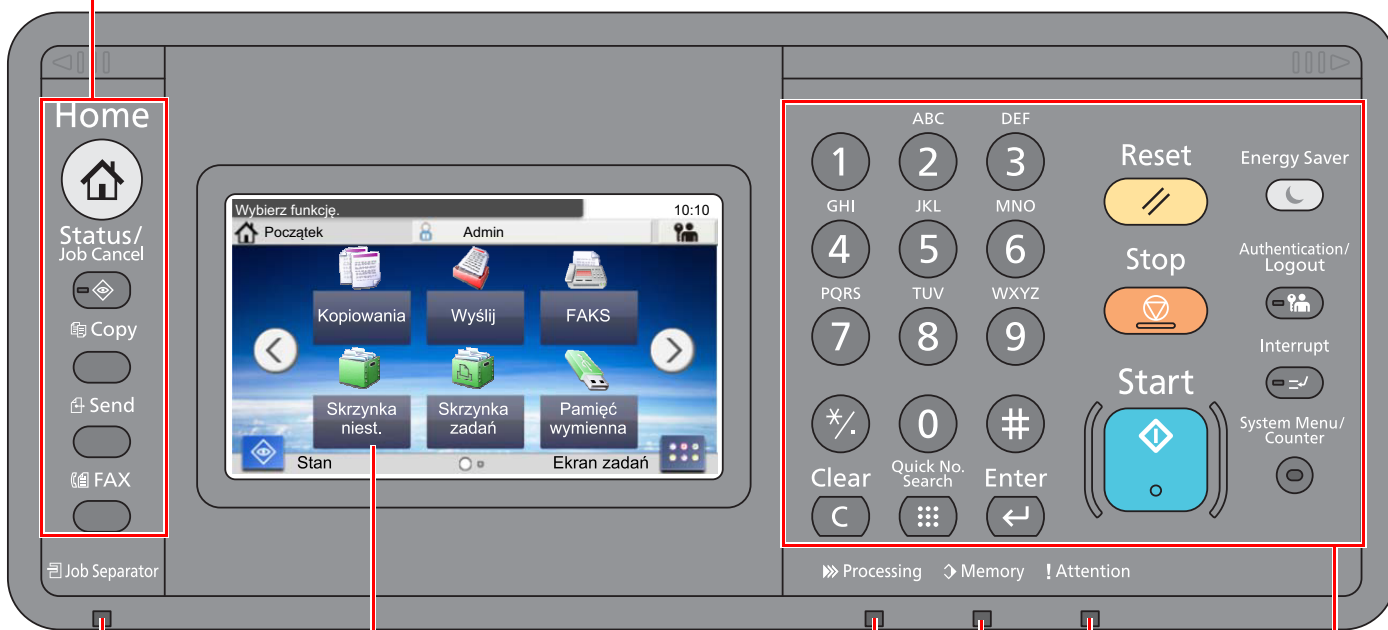 Home
Status/
Job Cancel
Copy
Send
FAX
Job Separator
Wybierz funkcję.
10:10
Początek
Admin
Kopiowania
Wyślij
FAKS
Skrzynka
niest.
Skrzynka
zadań
Pamięć
wymienna
Stan
Ekran zadań
ABC
DEF
1
2
3
GHI
JKL
MNO
4
5
6
PQRS
TUV
WXYZ
7
8
9
*/.
0
#
Clear
Quick No.
Search
Enter
C
Reset
Stop
Start
Energy Saver
Authentication/
Logout
Interrupt
System Menu/
Counter
Processing
Memory
! Attention